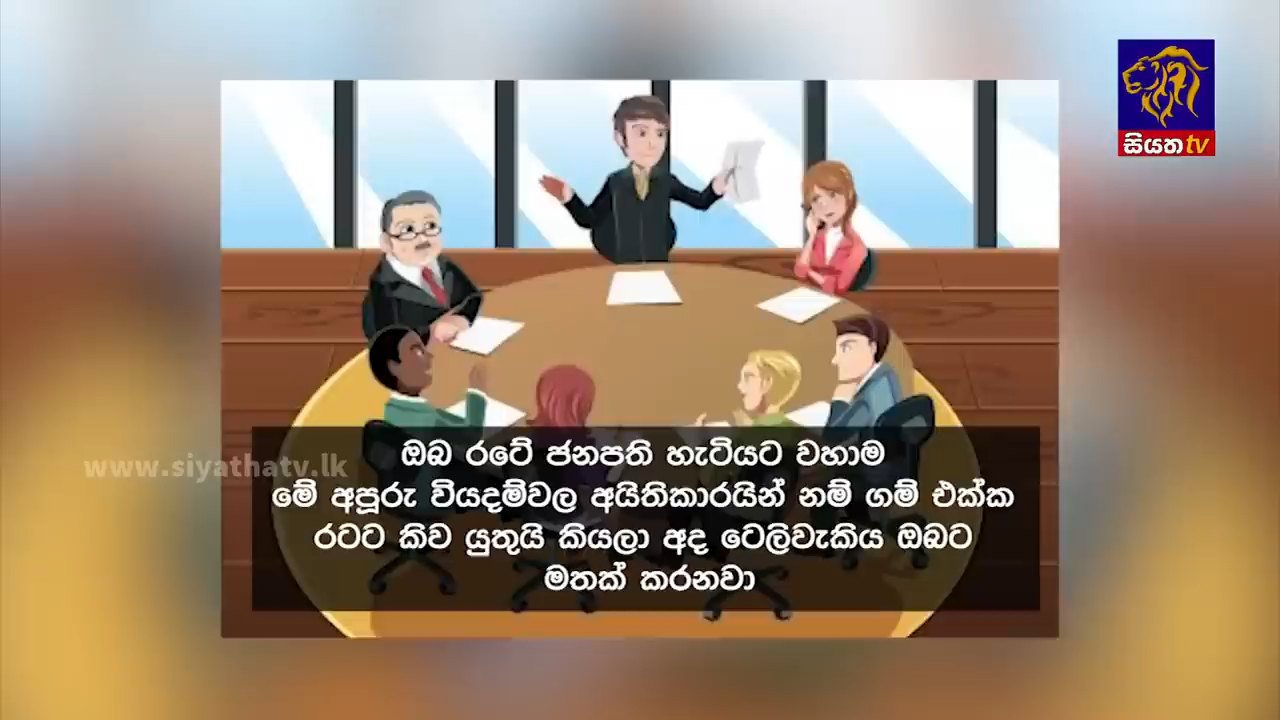 සියත tv
www.siyathatv.lk
ඔබ රටේ ජනපති හැටියට වහාම
මේ අපූරු වියදම්වල අයිතිකාරයින් නම් ගම් එක්ක
රටට කිව යුතුයි කියලා අද ටෙලිවැකිය ඔබට
මතක් කරනවා